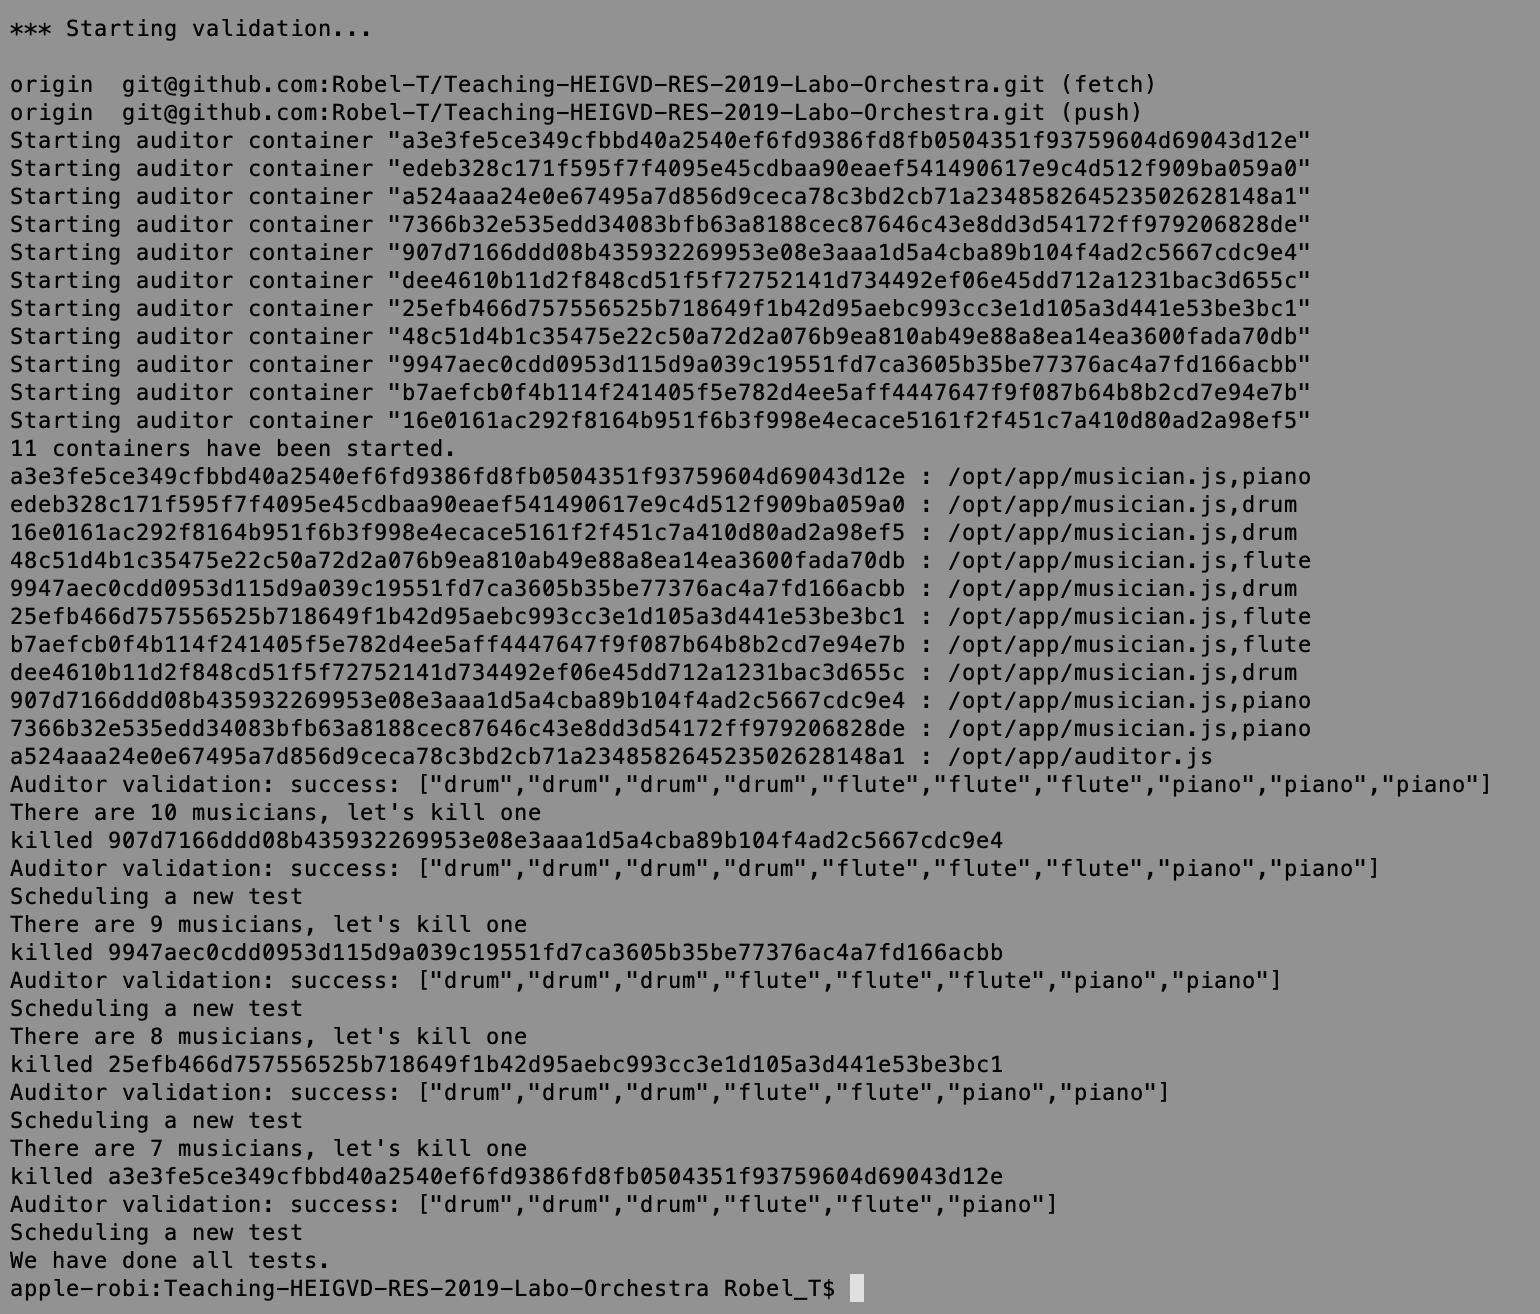 *** Starting validation...
origin  git@github.com:Robel-T/Teaching-HEIGVD-RES-2019-Labo-Orchestra.git (fetch)
origin  git@github.com:Robel-T/Teaching-HEIGVD-RES-2019-Labo-Orchestra.git (push)
Starting auditor container "a3e3fe5ce349cfbbd40a2540ef6fd9386fd8fb0504351f93759604d69043d12e"
Starting auditor container "edeb328c171f595f7f4095e45cdbaa90eaef541490617e9c4d512f909ba059a0"
Starting auditor container "a524aaa24e0e67495a7d856d9ceca78c3bd2cb71a234858264523502628148a1"
Starting auditor container "7366b32e535edd34083bfb63a8188cec87646c43e8dd3d54172ff979206828de"
Starting auditor container "907d7166ddd08b435932269953e08e3aaa1d5a4cba89b104f4ad2c5667cdc9e4"
Starting auditor container "dee4610b11d2f848cd51f5f72752141d734492ef06e45dd712a1231bac3d655c"
Starting auditor container "25efb466d757556525b718649f1b42d95aebc993cc3e1d105a3d441e53be3bc1"
Starting auditor container "48c51d4b1c35475e22c50a72d2a076b9ea810ab49e88a8ea14ea3600fada70db"
Starting auditor container "9947aec0cdd0953d115d9a039c19551fd7ca3605b35be77376ac4a7fd166acbb"
Starting auditor container "b7aefcb0f4b114f241405f5e782d4ee5aff4447647f9f087b64b8b2cd7e94e7b"
Starting auditor container "16e0161ac292f8164b951f6b3f998e4ecace5161f2f451c7a410d80ad2a98ef5"
11 containers have been started.
a3e3fe5ce349cfbbd40a2540ef6fd9386fd8fb0504351f93759604d69043d12e : /opt/app/musician.js,piano
edeb328c171f595f7f4095e45cdbaa90eaef541490617e9c4d512f909ba059a0 : /opt/app/musician.js,drum
16e0161ac292f8164b951f6b3f998e4ecace5161f2f451c7a410d80ad2a98ef5 : /opt/app/musician.js,drum
48c51d4b1c35475e22c50a72d2a076b9ea810ab49e88a8ea14ea3600fada70db : /opt/app/musician.js,flute
9947aec0cdd0953d115d9a039c19551fd7ca3605b35be77376ac4a7fd166acbb : /opt/app/musician.js,drum
25efb466d757556525b718649f1b42d95aebc993cc3e1d105a3d441e53be3bc1 : /opt/app/musician.js,flute
b7aefcb0f4b114f241405f5e782d4ee5aff4447647f9f087b64b8b2cd7e94e7b : /opt/app/musician.js,flute
dee4610b11d2f848cd51f5f72752141d734492ef06e45dd712a1231bac3d655c : /opt/app/musician.js,drum
907d7166ddd08b435932269953e08e3aaa1d5a4cba89b104f4ad2c5667cdc9e4 : /opt/app/musician.js,piano
7366b32e535edd34083bfb63a8188cec87646c43e8dd3d54172ff979206828de : /opt/app/musician.js,piano
a524aaa24e0e67495a7d856d9ceca78c3bd2cb71a234858264523502628148a1 : /opt/app/auditor.js
Auditor validation: success: ["drum","drum","drum","drum","flute","flute","flute","piano","piano","piano"]
There are 10 musicians, let's kill one
killed 907d7166ddd08b435932269953e08e3aaa1d5a4cba89b104f4ad2c5667cdc9e4
Auditor validation: success: ["drum","drum","drum","drum","flute","flute","flute","piano","piano"]
Scheduling a new test
There are 9 musicians, let's kill one
killed 9947aec0cdd0953d115d9a039c19551fd7ca3605b35be77376ac4a7fd166acbb
Auditor validation: success: ["drum","drum","drum","flute","flute","flute","piano","piano"]
Scheduling a new test
There are 8 musicians, let's kill one
killed 25efb466d757556525b718649f1b42d95aebc993cc3e1d105a3d441e53be3bc1
Auditor validation: success: ["drum","drum","drum","flute","flute","piano","piano"]
Scheduling a new test
There are 7 musicians, let's kill one
killed a3e3fe5ce349cfbbd40a2540ef6fd9386fd8fb0504351f93759604d69043d12e
Auditor validation: success: ["drum","drum","drum","flute","flute","piano"]
Scheduling a new test
We have done all tests.
apple-robi:Teaching-HEIGVD-RES-2019-Labo-Orchestra Robel_T$